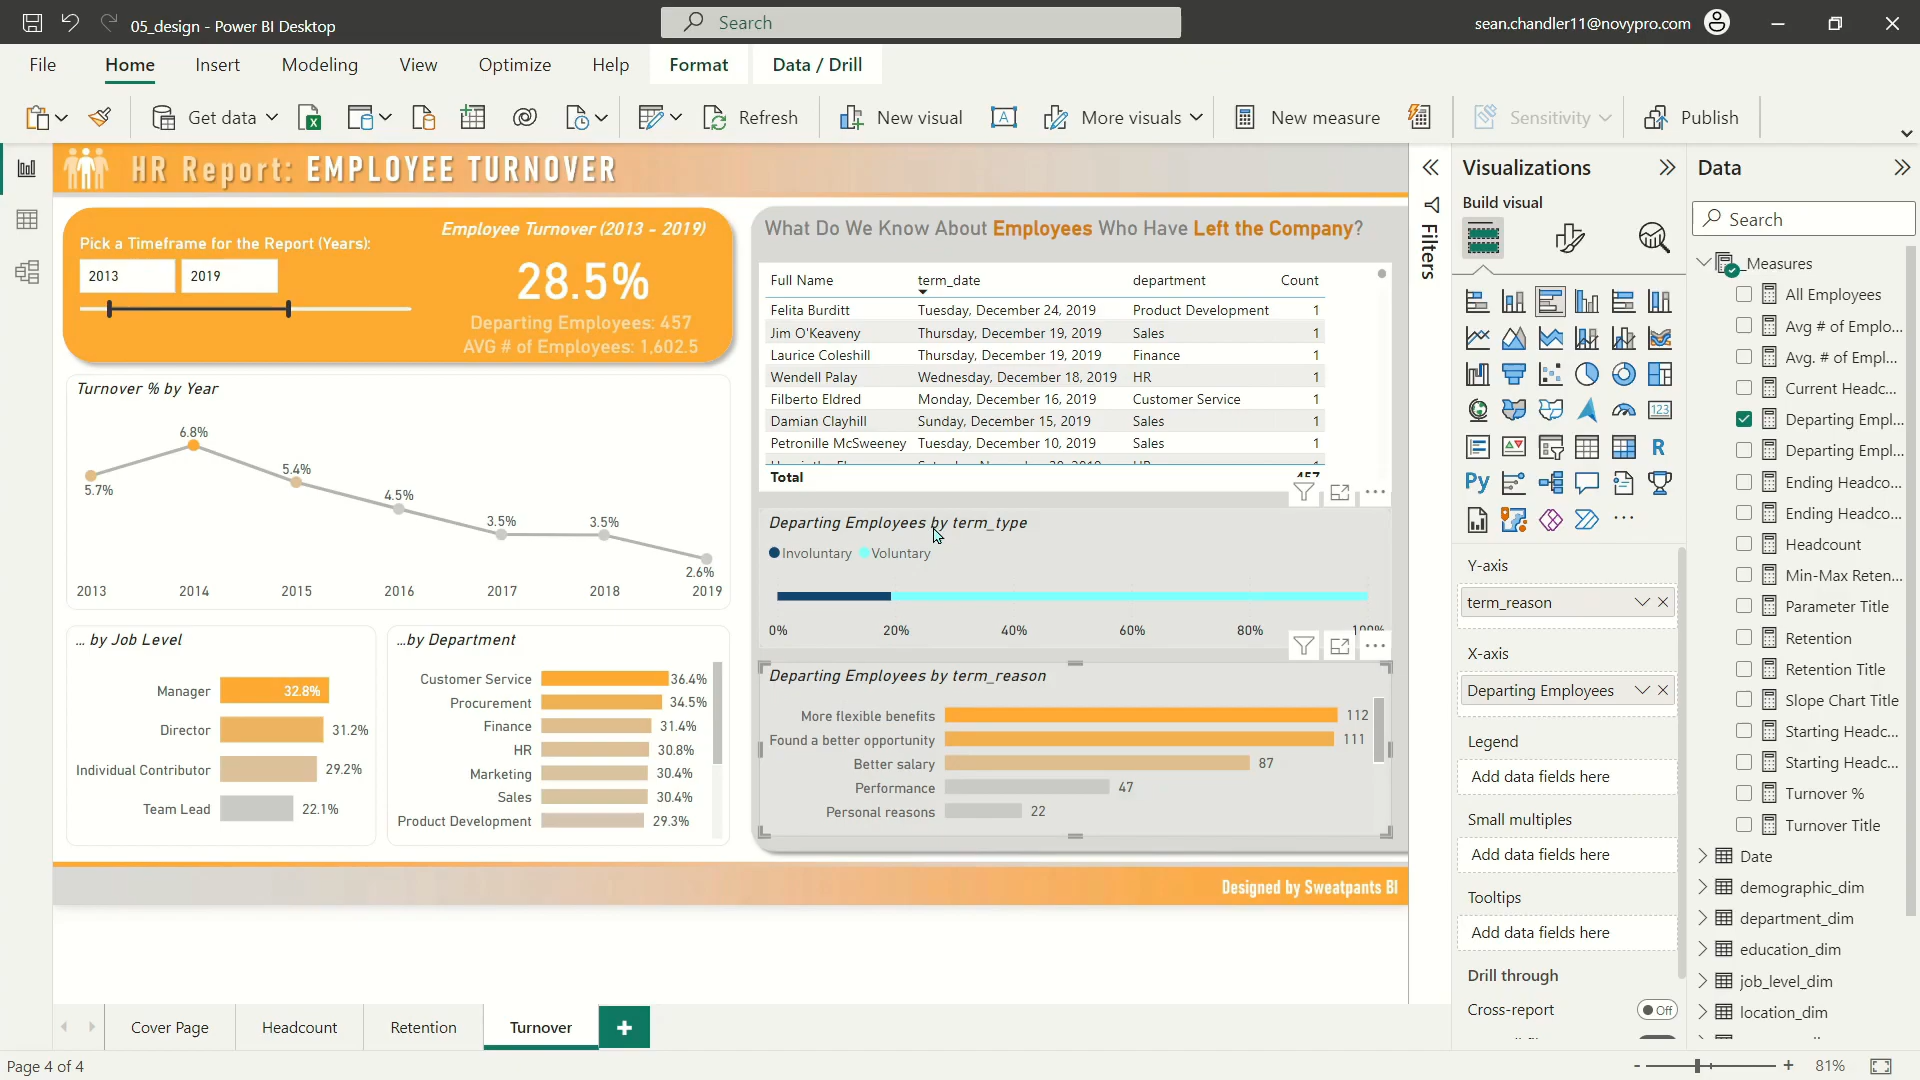 05_design - Power BI Desktop
Search
sean.chandler11@novypro.com
File
Home
Insert
Modeling
View
Optimize
Help
Format
Data / Drill
Get data
Refresh
New visual
More visuals
New measure
Sensitivity
Publish
HR Report: EMPLOYEE TURNOVER
Pick a Timeframe for the Report (Years):
2013
2019
Employee Turnover (2013 - 2019)
28.5%
Departing Employees: 457
AVG # of Employees: 1,602.5
Turnover % by Year
6.8%
5.7%
5.4%
4.5%
3.5%
3.5%
2.6%
2013 2014 2015 2016 2017 2018 2019
... by Job Level
Manager 32.8%
Director 31.2%
Individual Contributor 29.2%
Team Lead 22.1%
...by Department
Customer Service 36.4%
Procurement 34.5%
Finance 31.4%
HR 30.8%
Marketing 30.4%
Sales 30.4%
Product Development 29.3%
What Do We Know About Employees Who Have Left the Company?
Full Name term_date department Count
Felita Burditt Tuesday, December 24, 2019 Product Development 1
Jim O'Keaveny Thursday, December 19, 2019 Sales 1
Laurice Coleshill Thursday, December 19, 2019 Finance 1
Wendell Palay Wednesday, December 18, 2019 HR 1
Filberto Eldred Monday, December 16, 2019 Customer Service 1
Damian Clayhill Sunday, December 15, 2019 Sales 1
Petronille McSweeney Tuesday, December 10, 2019 Sales 1
Total 457
Departing Employees by term_type
Involuntary Voluntary
0% 20% 40% 60% 80% 100%
Departing Employees by term_reason
More flexible benefits 112
Found a better opportunity 111
Better salary 87
Performance 47
Personal reasons 22
Designed by Sweatpants BI
Cover Page
Headcount
Retention
Turnover
Page 4 of 4
Filters
Visualizations
Build visual
123
R
Py
Y-axis
term_reason
X-axis
Departing Employees
Legend
Add data fields here
Small multiples
Add data fields here
Tooltips
Add data fields here
Drill through
Cross-report
Off
Data
Search
_Measures
All Employees
Avg # of Emplo...
Avg. # of Empl...
Current Headc...
Departing Empl...
Departing Empl...
Ending Headco...
Ending Headco...
Headcount
Min-Max Reten...
Parameter Title
Retention
Retention Title
Slope Chart Title
Starting Headc...
Starting Headc...
Turnover %
Turnover Title
Date
demographic_dim
department_dim
education_dim
job_level_dim
location_dim
81%